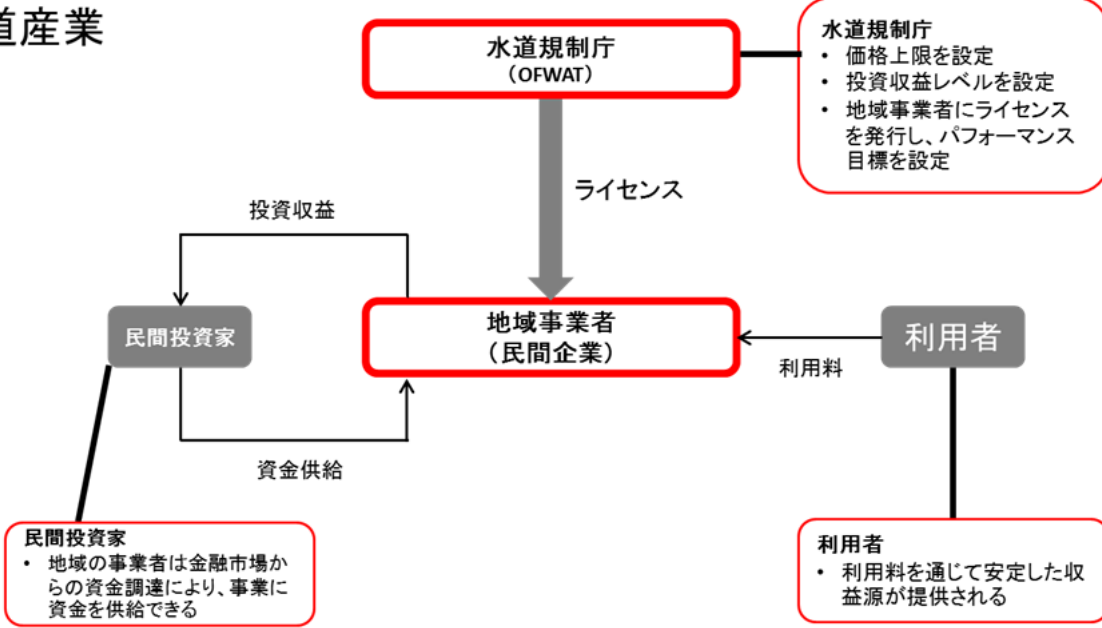 道産業
水道規制庁
（OFWAT）
水道規制庁
• 価格上限を設定
• 投資収益レベルを設定
• 地域事業者にライセンス
を発行し、パフォーマンス
目標を設定
ライセンス
投資収益
民間投資家
地域事業者
（民間企業）
利用料
利用者
資金供給
民間投資家
• 地域の事業者は金融市場か
らの資金調達により、事業に
資金を供給できる
利用者
• 利用料を通じて安定した収
益源が提供される